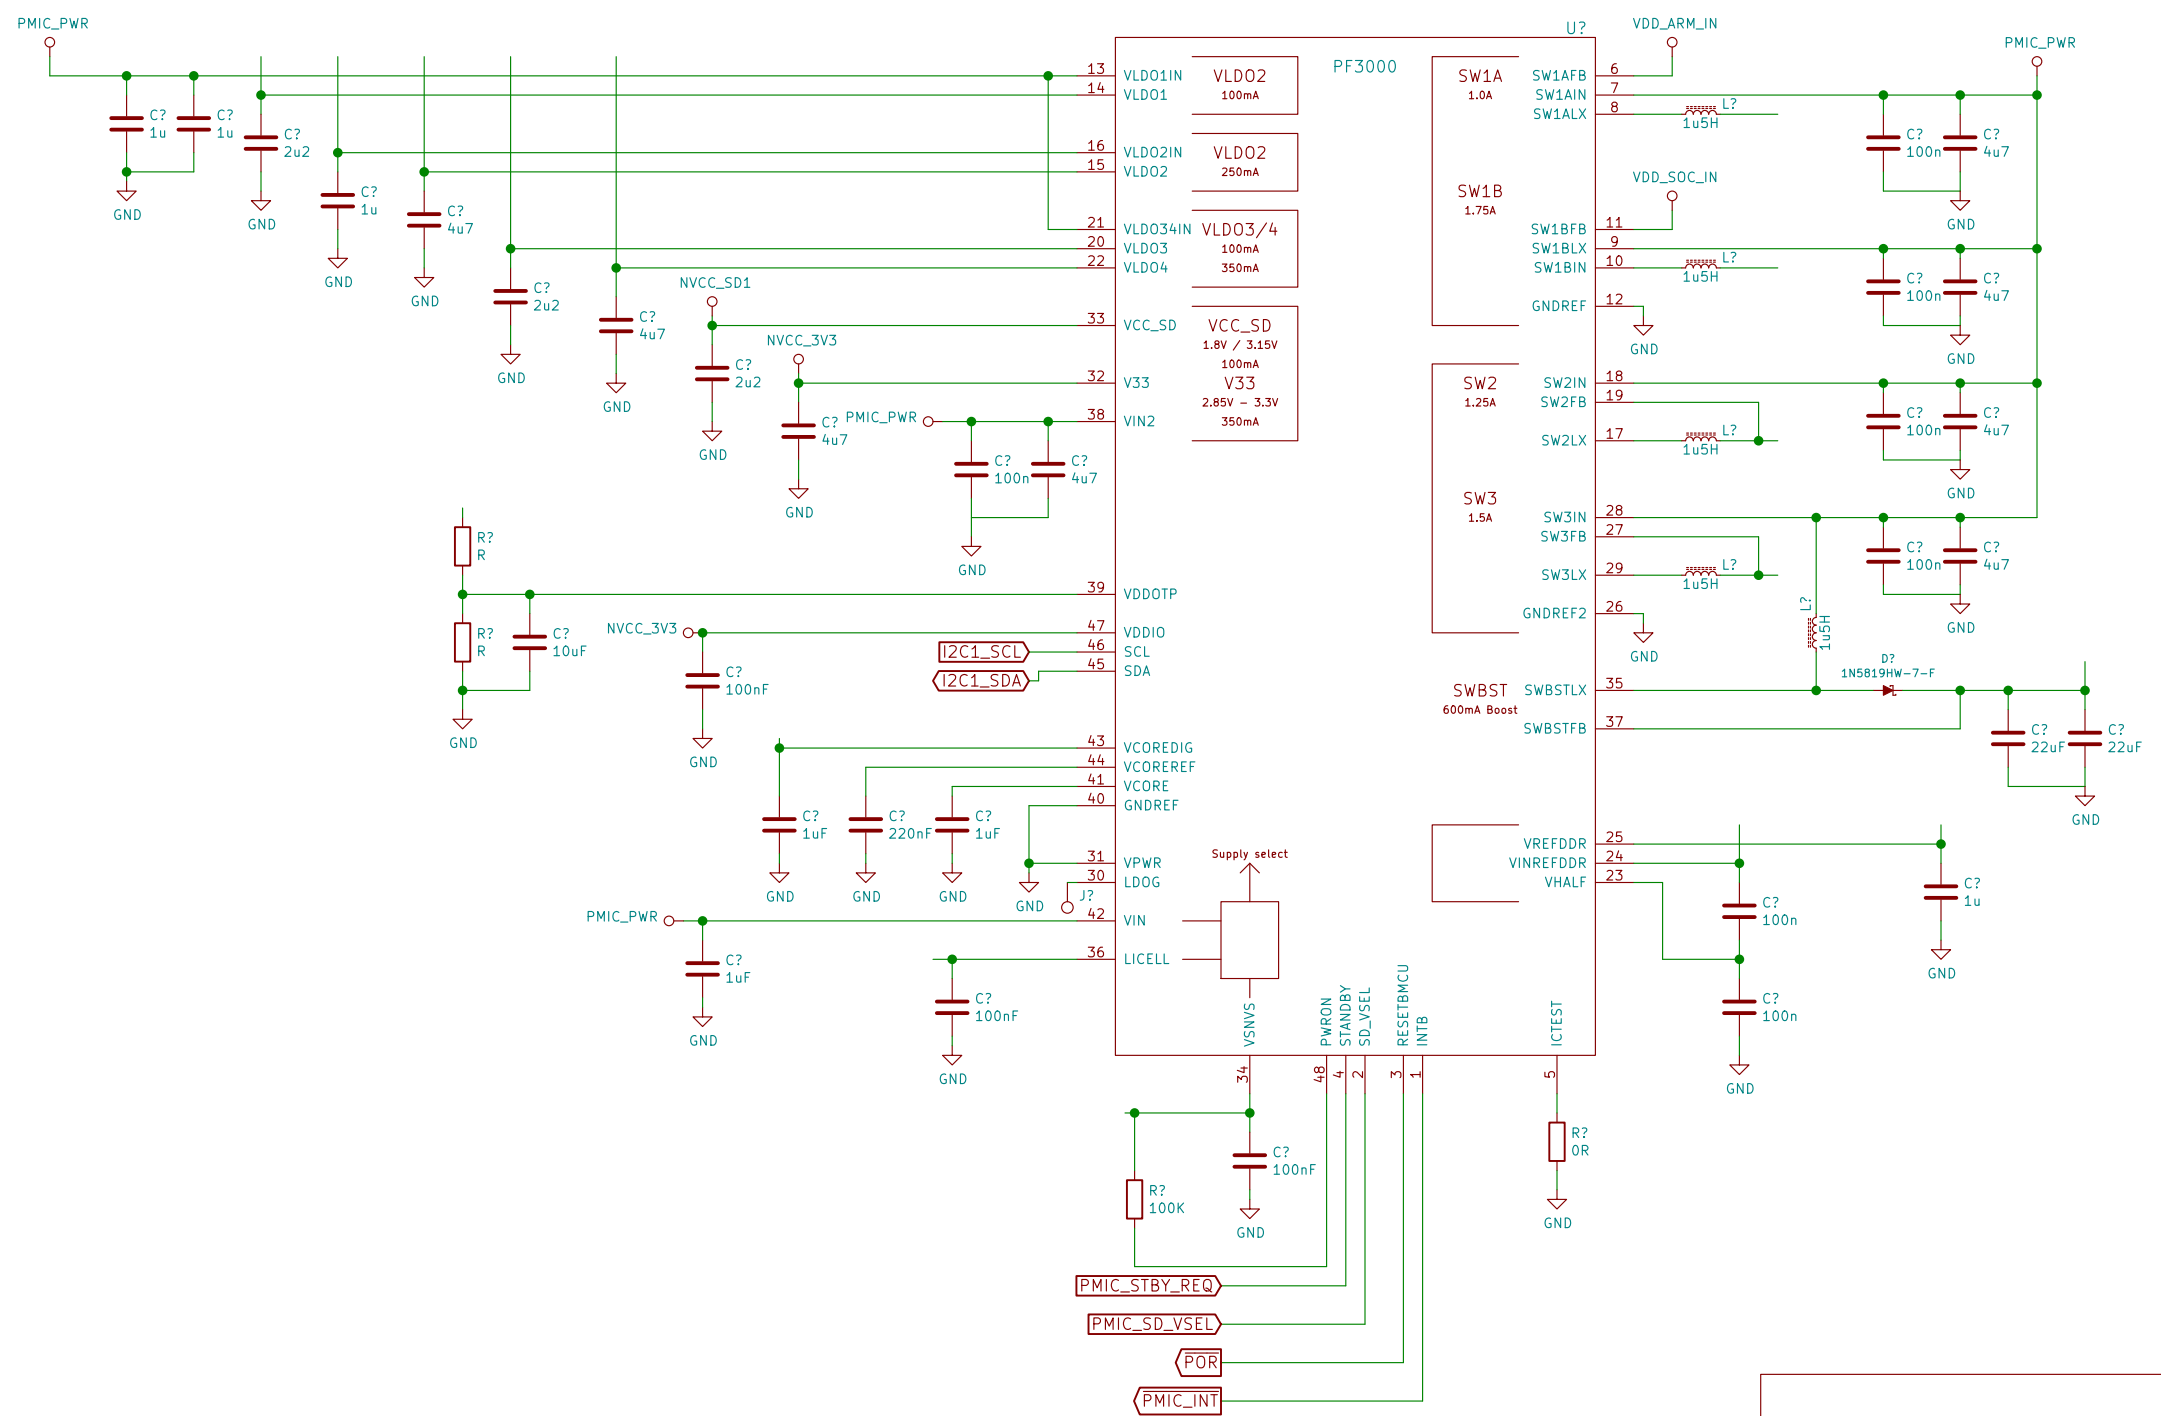 PMIC_PWR
C?
1u
C?
1u
C?
2u2
C?
1u
C?
4u7
C?
2u2
C?
4u7
GND
GND
GND
GND
GND
GND
NVCC_SD1
C?
2u2
GND
NVCC_3V3
C?
4u7
GND
PMIC_PWR
C?
100n
C?
4u7
GND
R?
R
R?
R
C?
10uF
GND
NVCC_3V3
C?
100nF
GND
I2C1_SCL
I2C1_SDA
C?
1uF
GND
C?
220nF
GND
C?
1uF
GND
GND
J?
PMIC_PWR
C?
1uF
GND
C?
100nF
GND
U?
PF3000
13 VLDO1IN
14 VLDO1
16 VLDO2IN
15 VLDO2
21 VLDO34IN
20 VLDO3
22 VLDO4
33 VCC_SD
32 V33
38 VIN2
39 VDDOTP
47 VDDIO
46 SCL
45 SDA
43 VCOREDIG
44 VCOREREF
41 VCORE
40 GNDREF
31 VPWR
30 LDOG
42 VIN
36 LICELL
VLDO2
100mA
VLDO2
250mA
VLDO3/4
100mA
350mA
VCC_SD
1.8V / 3.15V
100mA
V33
2.85V – 3.3V
350mA
Supply select
SW1A
1.0A
SW1B
1.75A
SW2
1.25A
SW3
1.5A
SWBST
600mA Boost
SW1AFB 6
SW1AIN 7
SW1ALX 8
SW1BFB 11
SW1BLX 9
SW1BIN 10
GNDREF 12
SW2IN 18
SW2FB 19
SW2LX 17
SW3IN 28
SW3FB 27
SW3LX 29
GNDREF2 26
SWBSTLX 35
SWBSTFB 37
VREFDDR 25
VINREFDDR 24
VHALF 23
VSNVS 34
PWRON 48
STANDBY 4
SD_VSEL 2
RESETBMCU 3
INTB 1
ICTEST 5
VDD_ARM_IN
PMIC_PWR
L?
1u5H
C?
100n
C?
4u7
GND
VDD_SOC_IN
L?
1u5H
C?
100n
C?
4u7
GND
GND
L?
1u5H
C?
100n
C?
4u7
GND
L?
1u5H
C?
100n
C?
4u7
GND
GND
L?
1u5H
D?
1N5819HW-7-F
C?
22uF
C?
22uF
GND
C?
100n
C?
1u
GND
C?
100n
GND
C?
100nF
GND
R?
100K
R?
0R
GND
PMIC_STBY_REQ
PMIC_SD_VSEL
POR
PMIC_INT